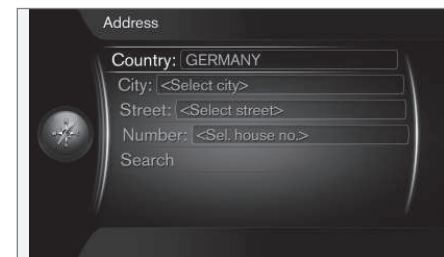 Address
Country: GERMANY
City: <Select city>
Street: <Select street>
Number: <Sel. house no.>
Search